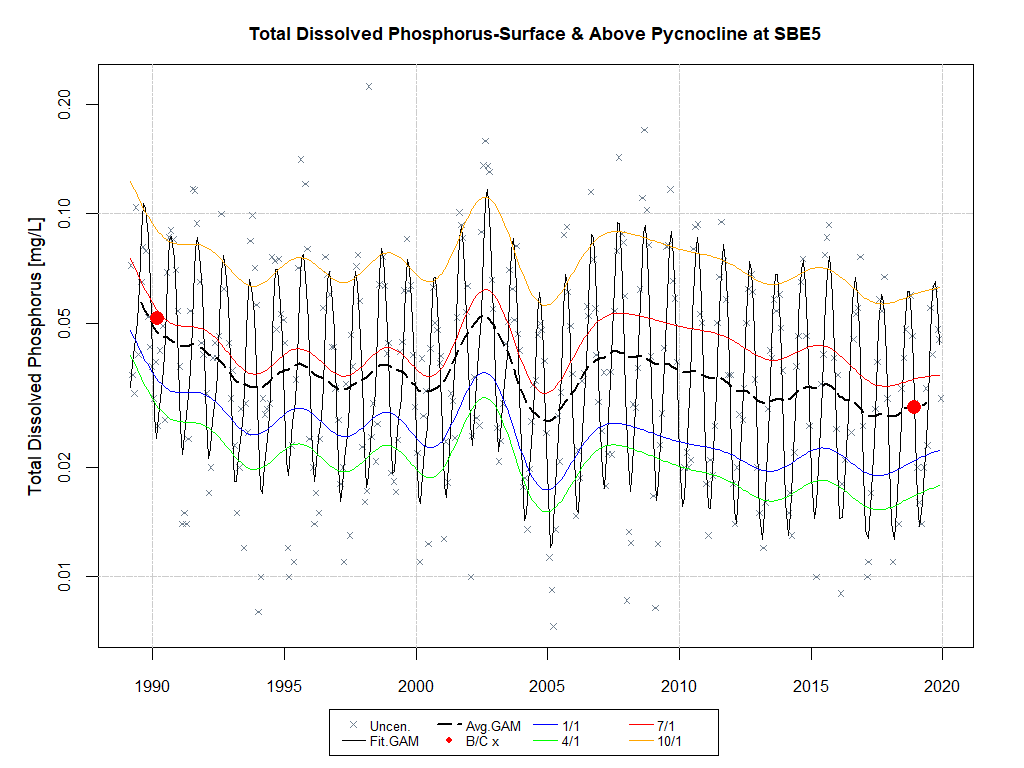 Total Dissolved Phosphorus-Surface & Above Pycnocline at SBE5
Total Dissolved Phosphorus [mg/L]
0.20
0.10
0.05
0.02
0.01
1990 1995 2000 2005 2010 2015 2020
Uncen. Avg.GAM 1/1 7/1
Fit.GAM B/C x 4/1 10/1